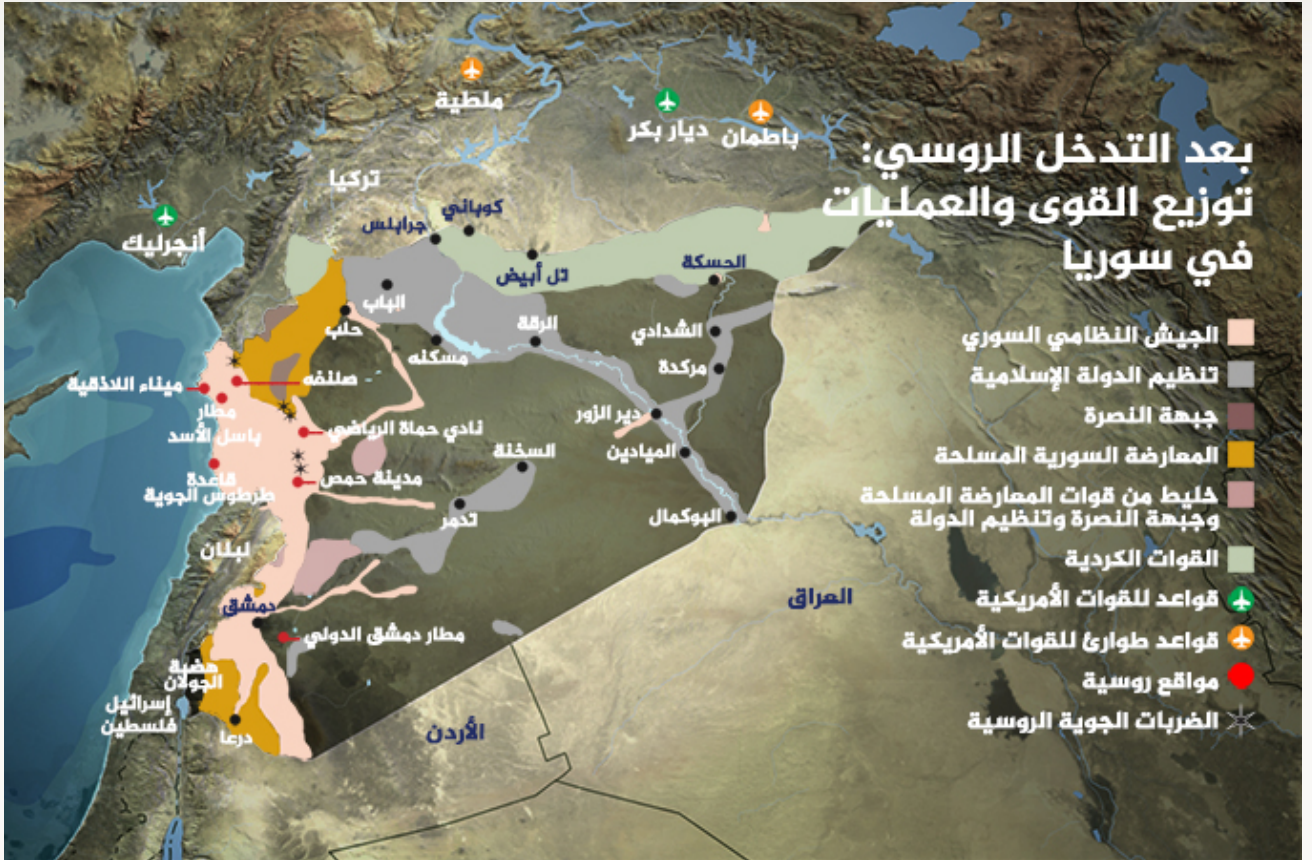 بعد التدخل الروسي:
توزيع القوى والعمليات
في سوريا
الجيش النظامي السوري
تنظيم الدولة الإسلامية
جبهة النصرة
المعارضة السورية المسلحة
خليط من قوات المعارضة المسلحة
وجبهة النصرة وتنظيم الدولة
القوات الكردية
قواعد للقوات الأمريكية
قواعد طوارئ للقوات الأمريكية
مواقع روسية
الضربات الجوية الروسية
ملطية
ديار بكر
باطمان
تركيا
أنجرليك
كوباني
جرابلس
تل أبيض
الحسكة
الباب
حلب
مسكنه
الرقة
الشدادي
مركدة
صلنفه
ميناء اللاذقية
مطار
باسل الأسد
نادي حماة الرياضي
دير الزور
الميادين
السخنة
قاعدة
طرطوس الجوية
مدينة حمص
تدمر
البوكمال
لبنان
العراق
دمشق
مطار دمشق الدولي
هضبة
الجولان
إسرائيل
فلسطين
درعا
الأردن